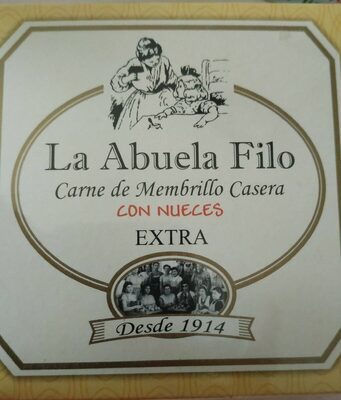 La Abuela Filo
Carne de Membrillo Casera
CON NUECES
EXTRA
Desde 1914